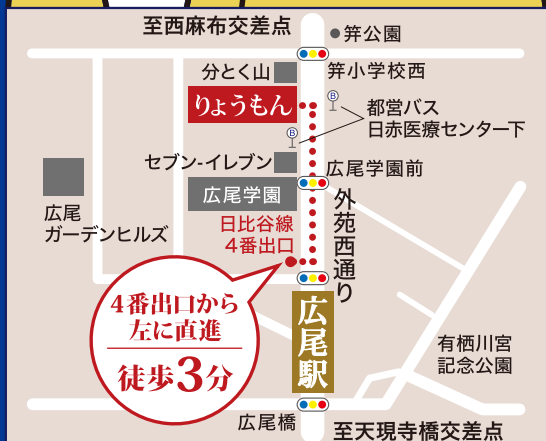 至西麻布交差点
笄公園
分とく山
笄小学校西
りょうもん
B
都営バス
日赤医療センター下
B
セブン-イレブン
広尾学園前
広尾学園
広尾
ガーデンヒルズ
日比谷線
4番出口
外苑西通り
4番出口から
左に直進
徒歩3分
広尾駅
有栖川宮
記念公園
広尾橋
至天現寺橋交差点